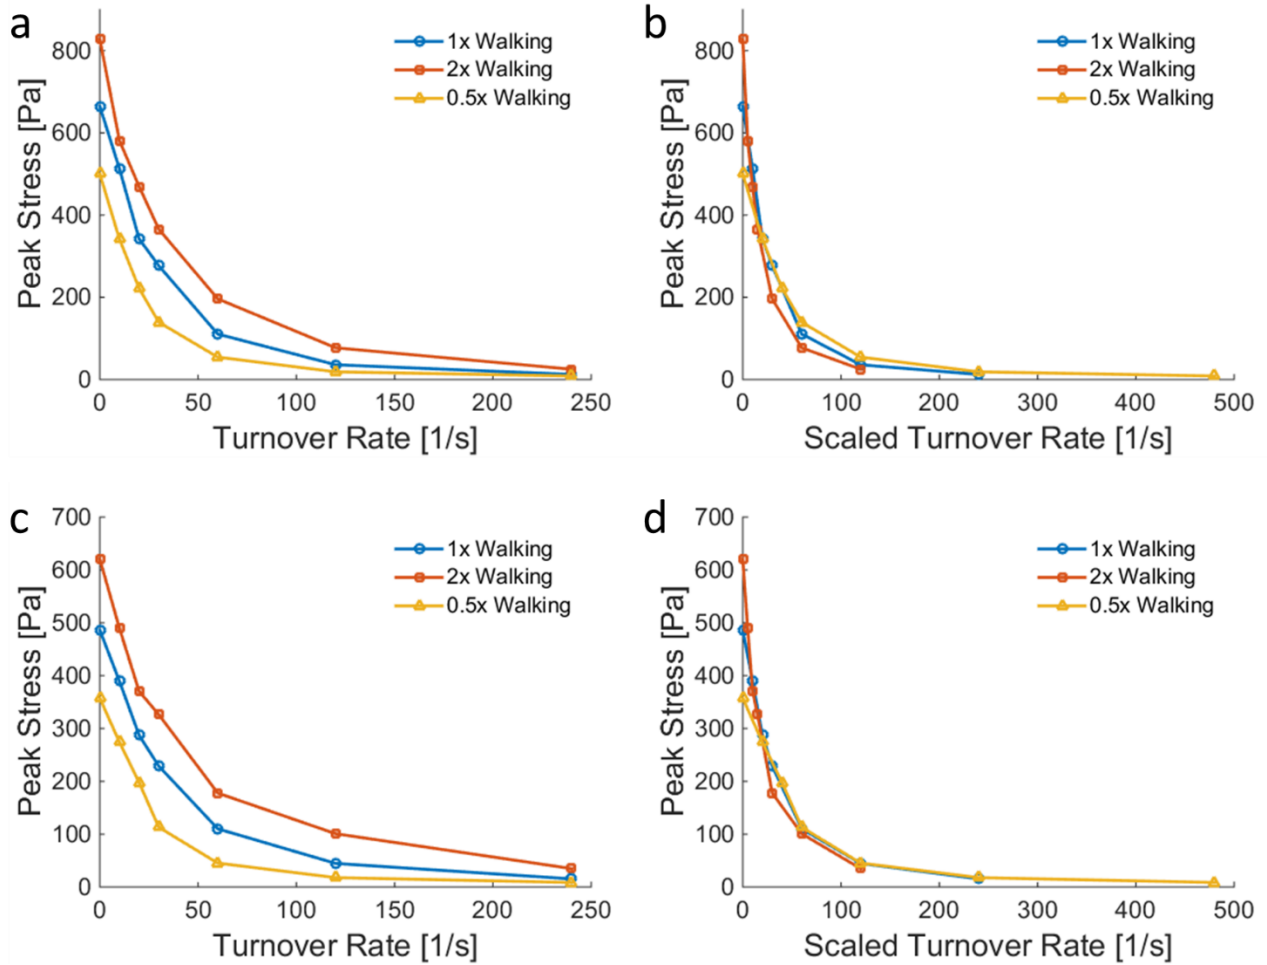 a
800
600
400
200
0
Peak Stress [Pa]
1x Walking
2x Walking
0.5x Walking
0 50 100 150 200 250
Turnover Rate [1/s]
b
800
600
400
200
0
Peak Stress [Pa]
1x Walking
2x Walking
0.5x Walking
0 100 200 300 400 500
Scaled Turnover Rate [1/s]
c
700
600
500
400
300
200
100
0
Peak Stress [Pa]
1x Walking
2x Walking
0.5x Walking
0 50 100 150 200 250
Turnover Rate [1/s]
d
700
600
500
400
300
200
100
0
Peak Stress [Pa]
1x Walking
2x Walking
0.5x Walking
0 100 200 300 400 500
Scaled Turnover Rate [1/s]